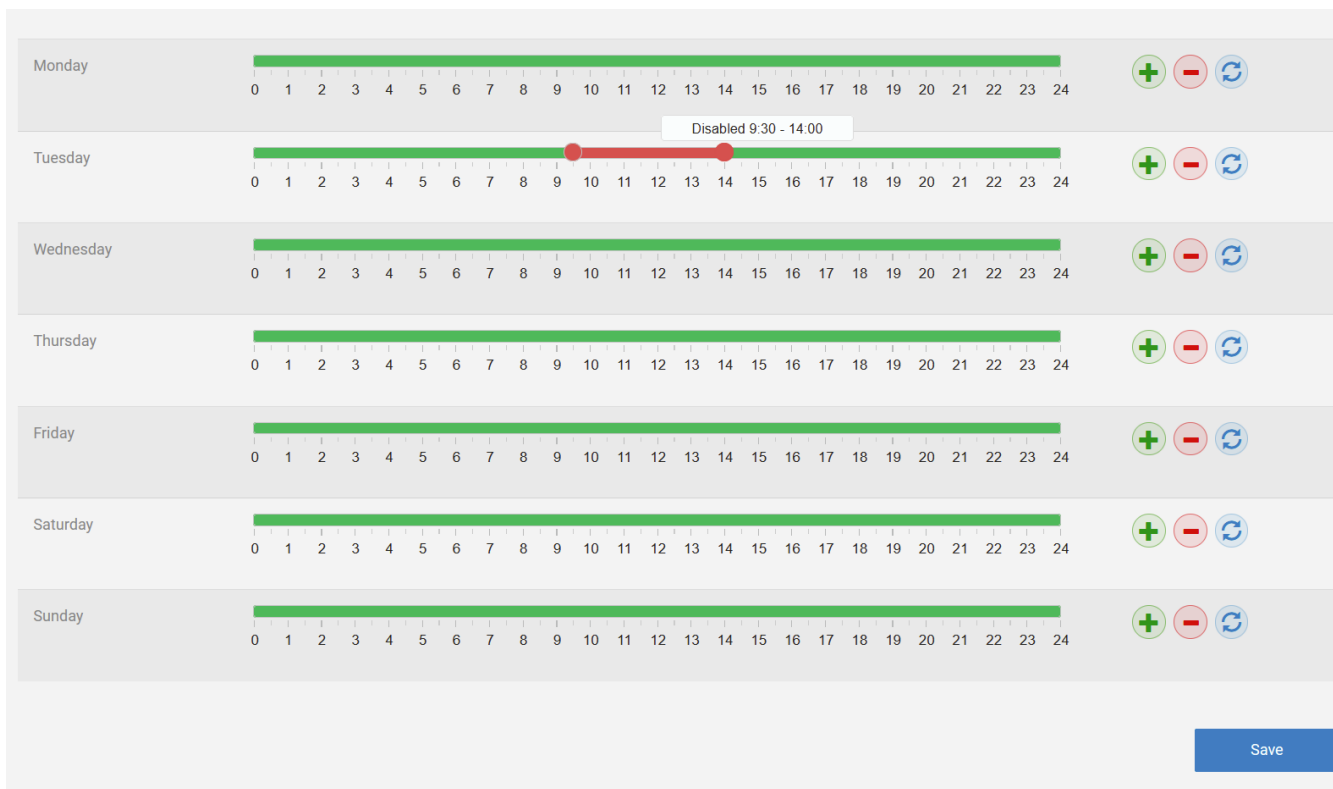 Monday
0 1 2 3 4 5 6 7 8 9 10 11 12 13 14 15 16 17 18 19 20 21 22 23 24
Disabled 9:30 - 14:00
Tuesday
0 1 2 3 4 5 6 7 8 9 10 11 12 13 14 15 16 17 18 19 20 21 22 23 24
Wednesday
0 1 2 3 4 5 6 7 8 9 10 11 12 13 14 15 16 17 18 19 20 21 22 23 24
Thursday
0 1 2 3 4 5 6 7 8 9 10 11 12 13 14 15 16 17 18 19 20 21 22 23 24
Friday
0 1 2 3 4 5 6 7 8 9 10 11 12 13 14 15 16 17 18 19 20 21 22 23 24
Saturday
0 1 2 3 4 5 6 7 8 9 10 11 12 13 14 15 16 17 18 19 20 21 22 23 24
Sunday
0 1 2 3 4 5 6 7 8 9 10 11 12 13 14 15 16 17 18 19 20 21 22 23 24
Save